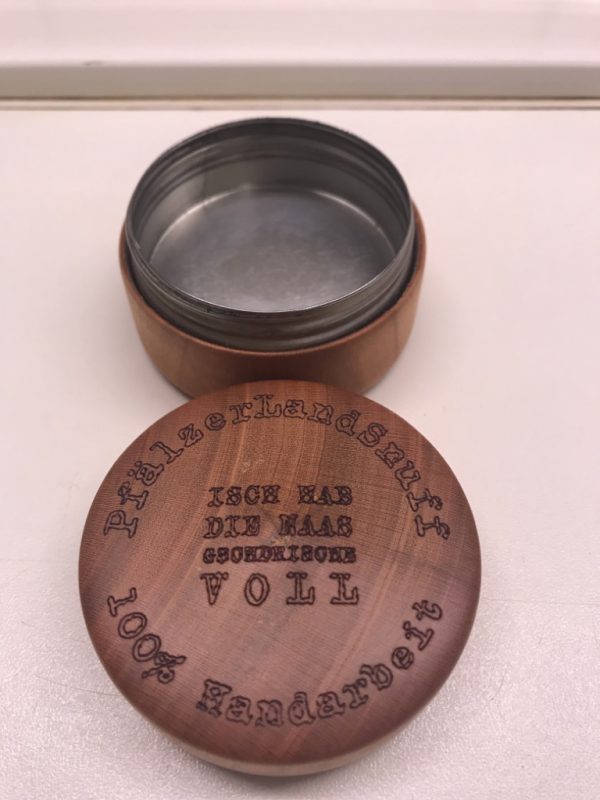 PfälzerLandSnuff
ISCH HAB
DIE NAAS
GSCHDRISCHE
VOLL
100% Handarbeit